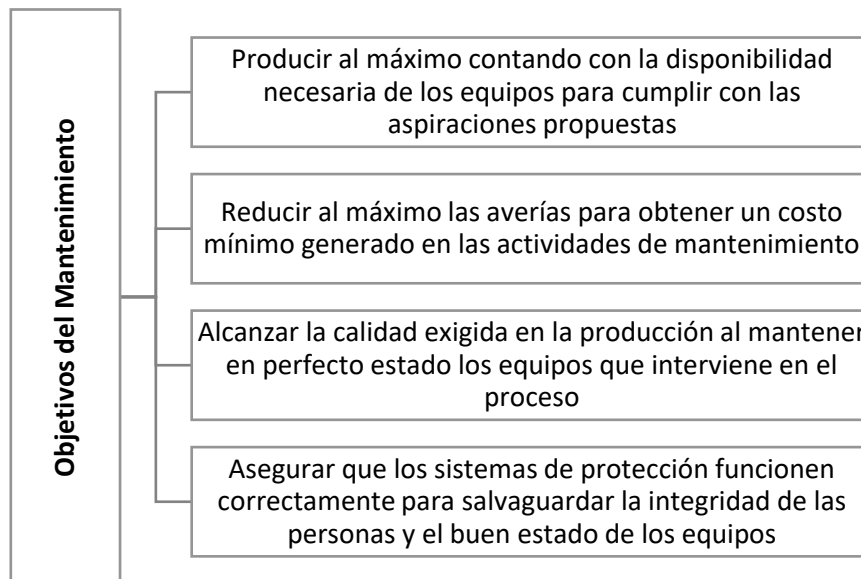 Objetivos del Mantenimiento
Producir al máximo contando con la disponibilidad
necesaria de los equipos para cumplir con las
aspiraciones propuestas
Reducir al máximo las averías para obtener un costo
mínimo generado en las actividades de mantenimiento
Alcanzar la calidad exigida en la producción al mantener
en perfecto estado los equipos que interviene en el
proceso
Asegurar que los sistemas de protección funcionen
correctamente para salvaguardar la integridad de las
personas y el buen estado de los equipos